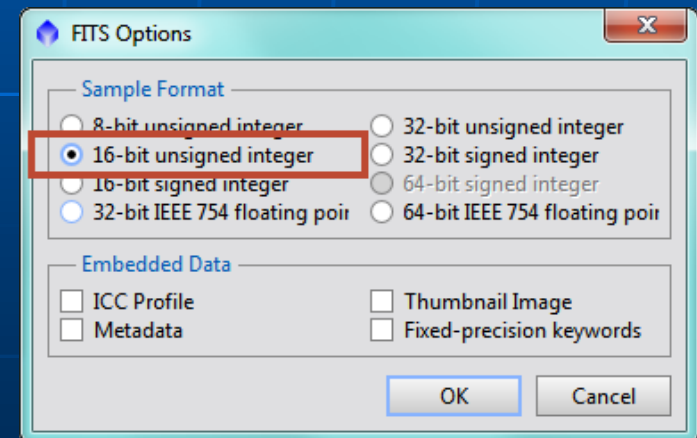 FITS Options
Sample Format
8-bit unsigned integer
32-bit unsigned integer
16-bit unsigned integer
32-bit signed integer
16-bit signed integer
64-bit signed integer
32-bit IEEE 754 floating poir
64-bit IEEE 754 floating poir
Embedded Data
ICC Profile
Thumbnail Image
Metadata
Fixed-precision keywords
OK
Cancel